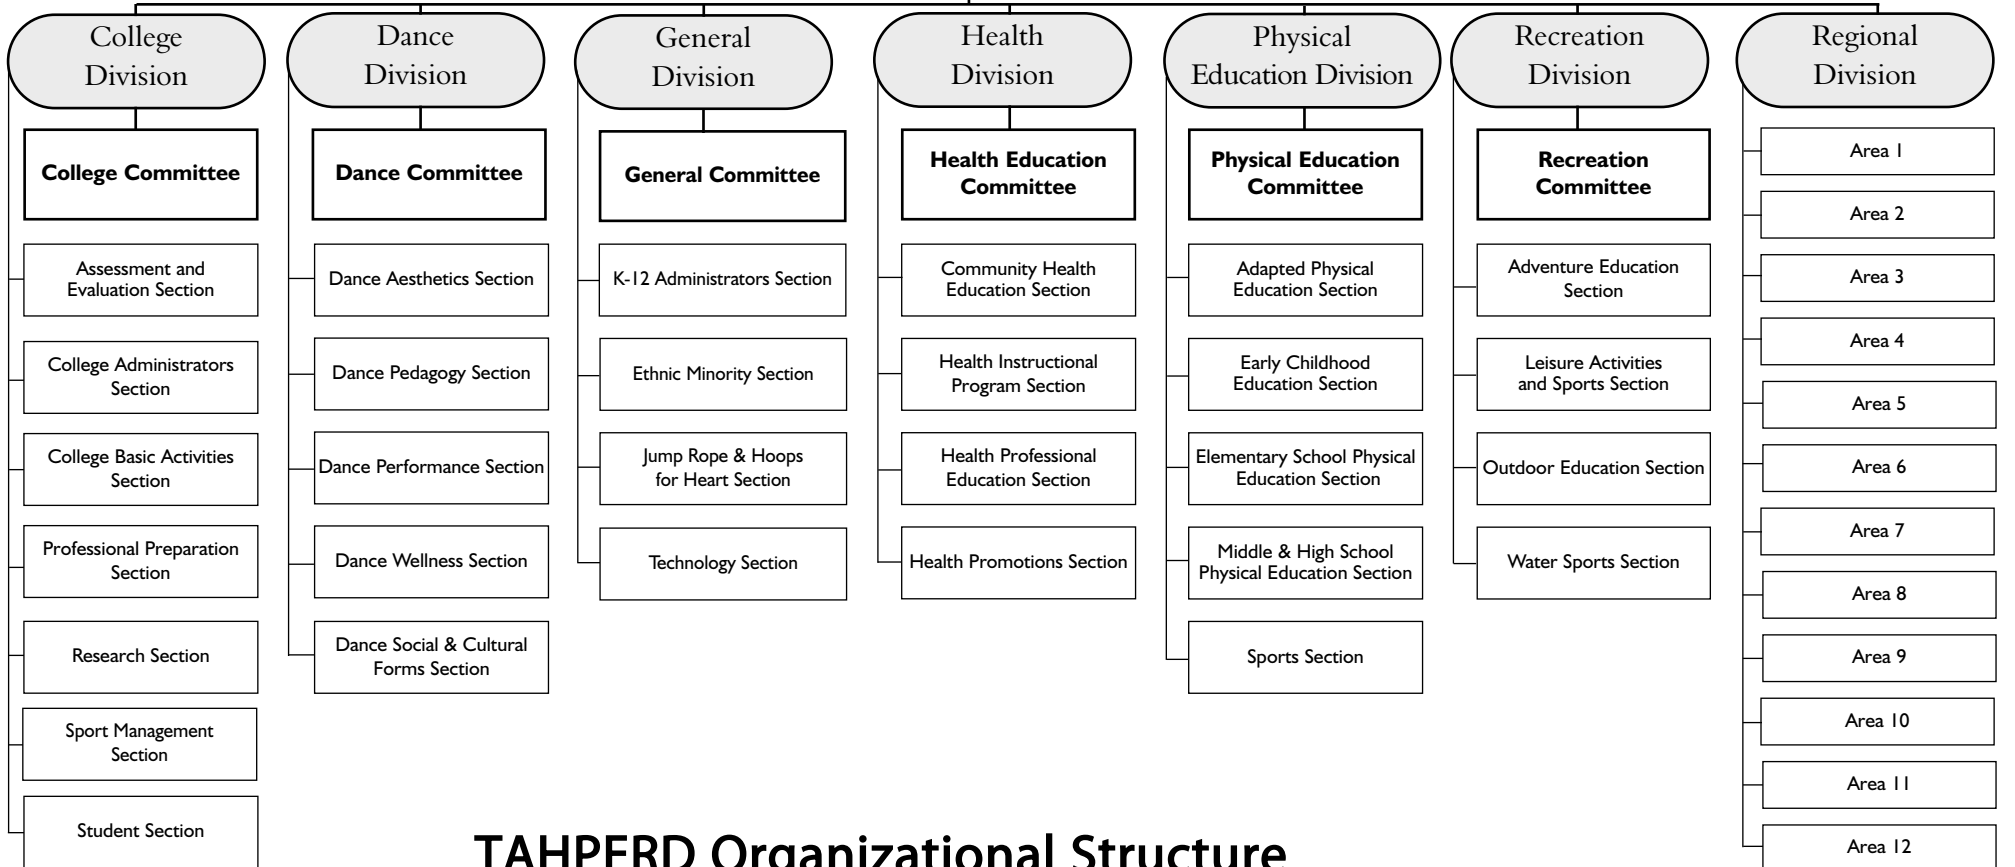 College
Division
College Committee
Assessment and
Evaluation Section
College Administrators
Section
College Basic Activities
Section
Professional Preparation
Section
Research Section
Sport Management
Section
Student Section
Dance
Division
Dance Committee
Dance Aesthetics Section
Dance Pedagogy Section
Dance Performance Section
Dance Wellness Section
Dance Social & Cultural
Forms Section
General
Division
General Committee
K-12 Administrators Section
Ethnic Minority Section
Jump Rope & Hoops
for Heart Section
Technology Section
Health
Division
Health Education
Committee
Community Health
Education Section
Health Instructional
Program Section
Health Professional
Education Section
Health Promotions Section
Physical
Education Division
Physical Education
Committee
Adapted Physical
Education Section
Early Childhood
Education Section
Elementary School Physical
Education Section
Middle & High School
Physical Education Section
Sports Section
Recreation
Division
Recreation
Committee
Adventure Education
Section
Leisure Activities
and Sports Section
Outdoor Education Section
Water Sports Section
Regional
Division
Area 1
Area 2
Area 3
Area 4
Area 5
Area 6
Area 7
Area 8
Area 9
Area 10
Area 11
Area 12
TAHPERD Organizational Structure